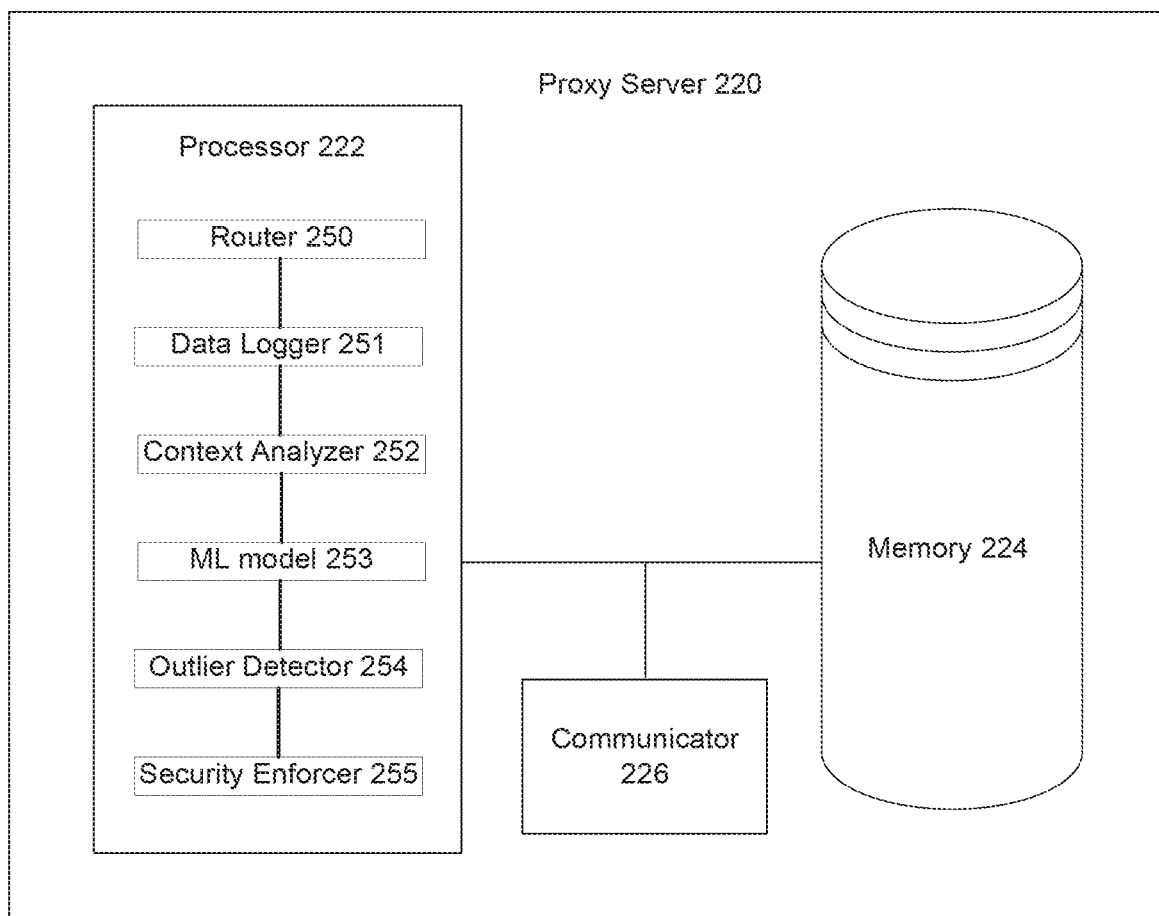 Proxy Server 220
Processor 222
Router 250
Data Logger 251
Context Analyzer 252
ML model 253
Outlier Detector 254
Security Enforcer 255
Communicator
226
Memory 224